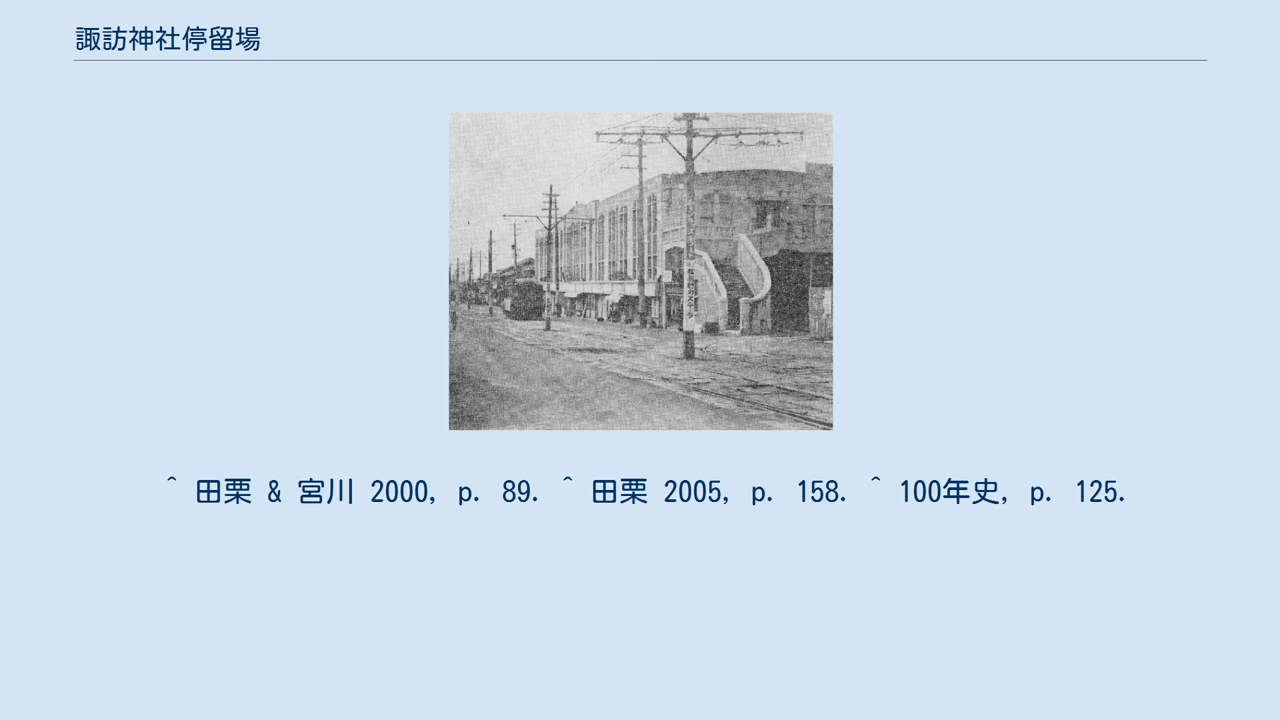 諏訪神社停留場
^ 田栗 & 宮川 2000, p. 89. ^ 田栗 2005, p. 158. ^ 100年史, p. 125.